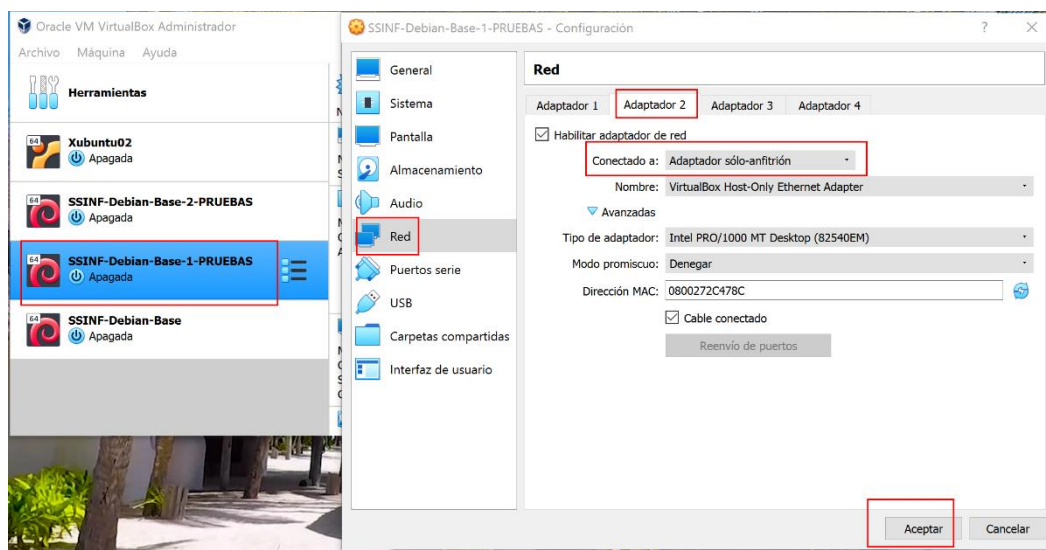 Oracle VM VirtualBox Administrador
Archivo Máquina Ayuda
Herramientas
64
Xubuntu02
Apagada
64
SSINF-Debian-Base-2-PRUEBAS
Apagada
64
SSINF-Debian-Base-1-PRUEBAS
Apagada
64
SSINF-Debian-Base
Apagada
SSINF-Debian-Base-1-PRUEBAS - Configuración
? ×
General
Sistema
Pantalla
Almacenamiento
Audio
Red
Puertos serie
USB
Carpetas compartidas
Interfaz de usuario
Red
Adaptador 1 Adaptador 2 Adaptador 3 Adaptador 4
Habilitar adaptador de red
Conectado a: Adaptador sólo-anfitrión
Nombre: VirtualBox Host-Only Ethernet Adapter
Avanzadas
Tipo de adaptador: Intel PRO/1000 MT Desktop (82540EM)
Modo promiscuo: Denegar
Dirección MAC: 0800272C478C
Cable conectado
Reenvío de puertos
Aceptar Cancelar